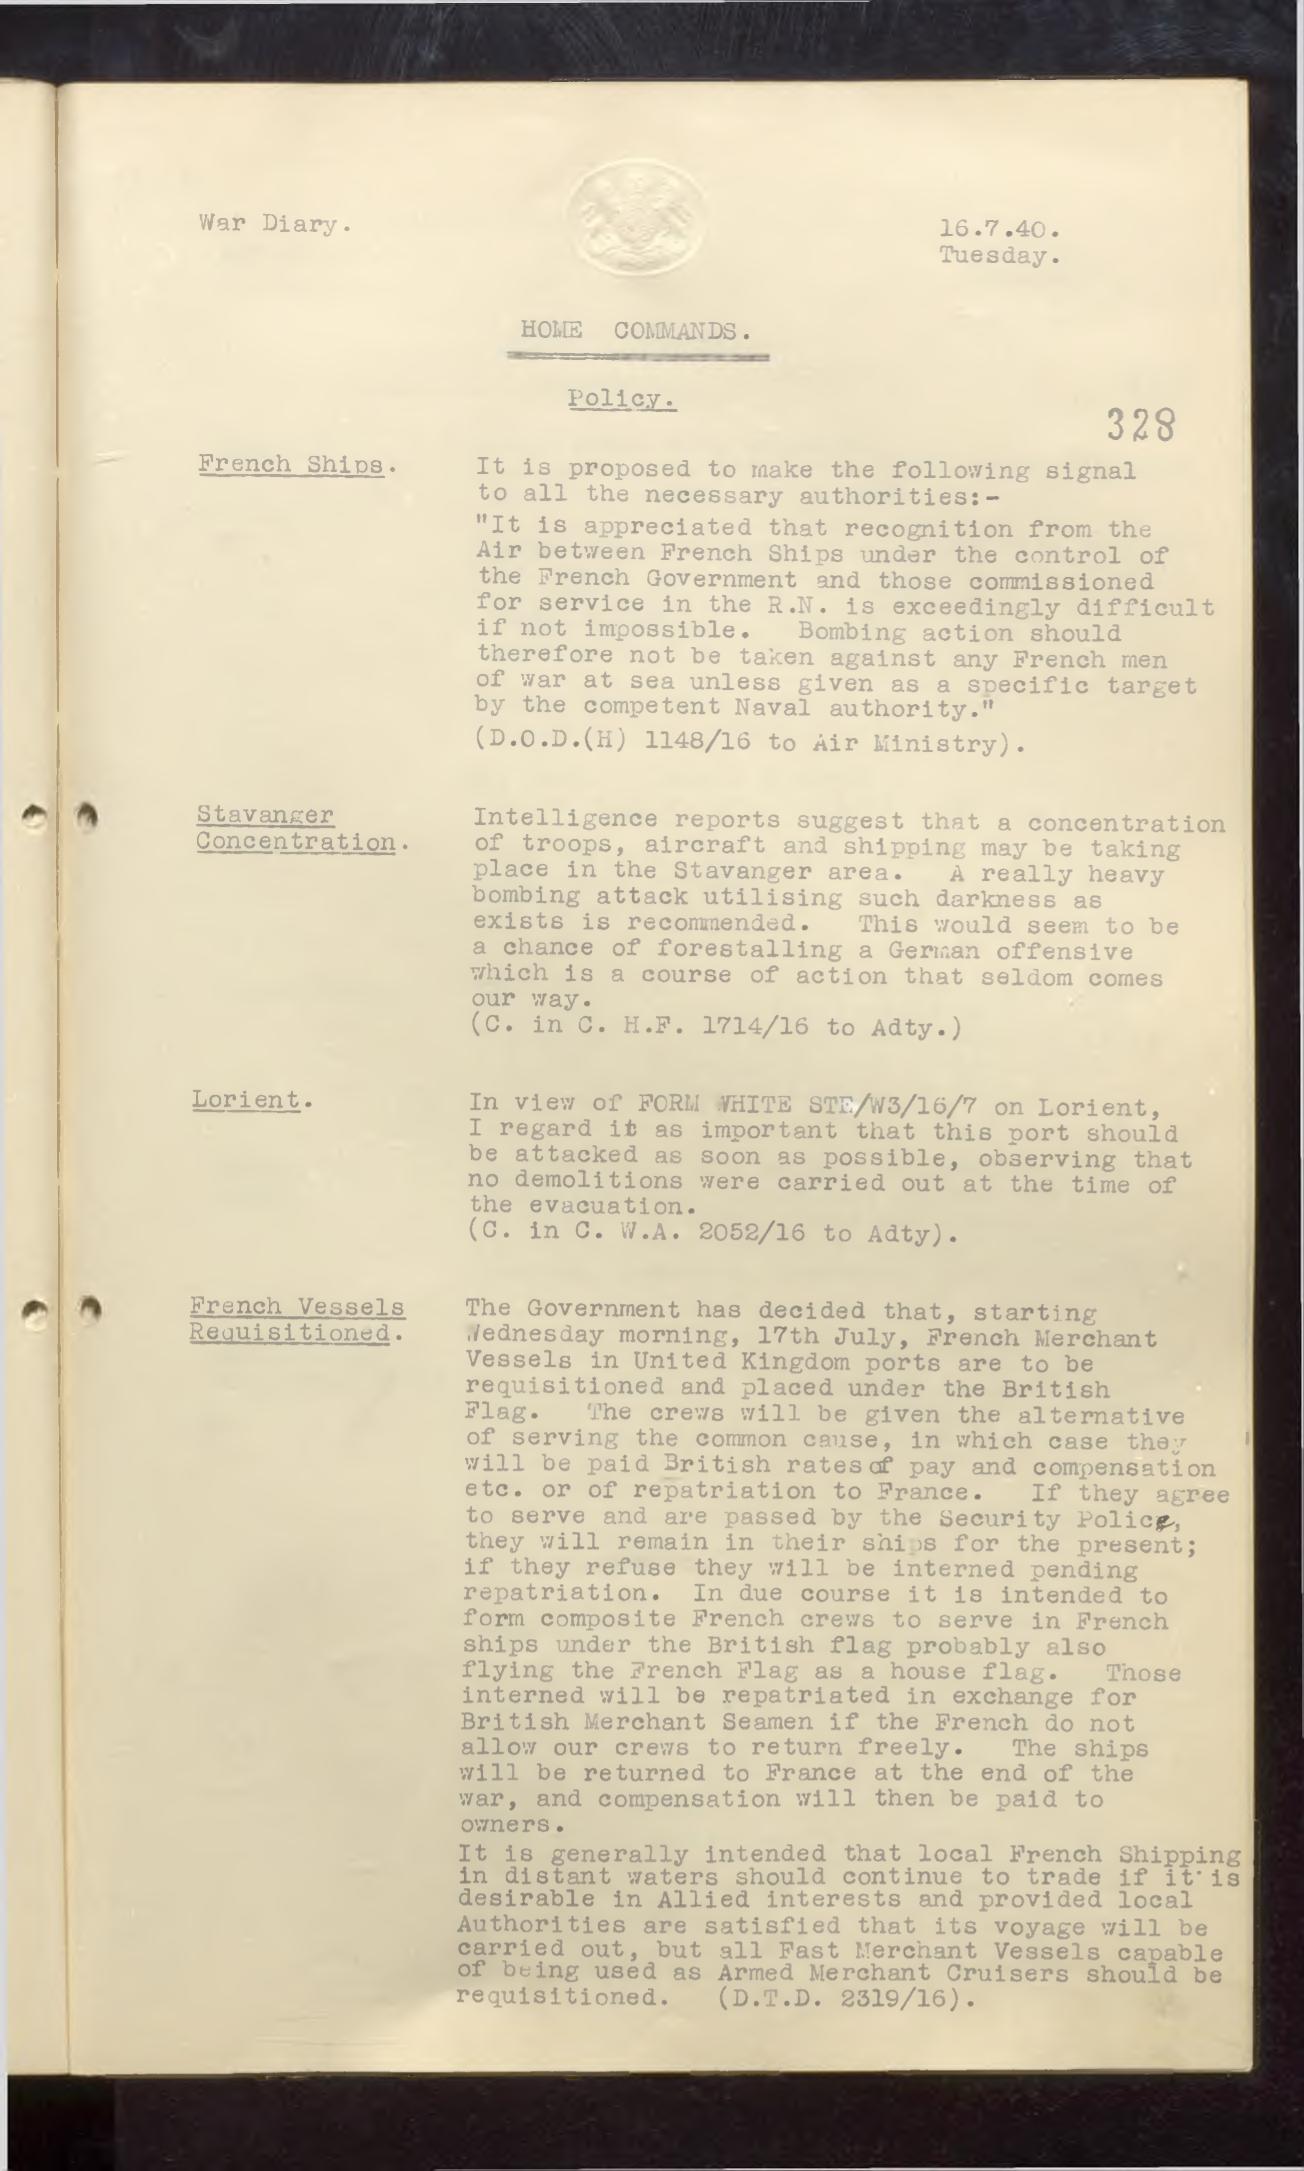 War Diary.
16.7.40.
Tuesday.
HOME COMMANDS.
Policy.
328
French Ships.
It is proposed to make the following signal
to all the necessary authorities:-
"It is appreciated that recognition from the
Air between French Ships under the control of
the French Government and those commissioned
for service in the R.N. is exceedingly difficult
if not impossible. Bombing action should
therefore not be taken against any French men
of war at sea unless given as a specific target
by the competent Naval authority."
(D.O.D.(H) 1148/16 to Air Ministry).
Stavanger
Concentration.
Intelligence reports suggest that a concentration
of troops, aircraft and shipping may be taking
place in the Stavanger area. A really heavy
bombing attack utilising such darkness as
exists is recommended. This would seem to be
a chance of forestalling a German offensive
which is a course of action that seldom comes
our way.
(C. in C. H.F. 1714/16 to Adty.)
Lorient.
In view of FORM WHITE STE/W3/16/7 on Lorient,
I regard it as important that this port should
be attacked as soon as possible, observing that
no demolitions were carried out at the time of
the evacuation.
(C. in C. W.A. 2052/16 to Adty).
French Vessels
Requisitioned.
The Government has decided that, starting
Wednesday morning, 17th July, French Merchant
Vessels in United Kingdom ports are to be
requisitioned and placed under the British
Flag. The crews will be given the alternative
of serving the common cause, in which case they
will be paid British rates of pay and compensation
etc. or of repatriation to France. If they agree
to serve and are passed by the Security Police,
they will remain in their ships for the present;
if they refuse they will be interned pending
repatriation. In due course it is intended to
form composite French crews to serve in French
ships under the British flag probably also
flying the French Flag as a house flag. Those
interned will be repatriated in exchange for
British Merchant Seamen if the French do not
allow our crews to return freely. The ships
will be returned to France at the end of the
war, and compensation will then be paid to
owners.
It is generally intended that local French Shipping
in distant waters should continue to trade if it is
desirable in Allied interests and provided local
Authorities are satisfied that its voyage will be
carried out, but all Fast Merchant Vessels capable
of being used as Armed Merchant Cruisers should be
requisitioned. (D.T.D. 2319/16).